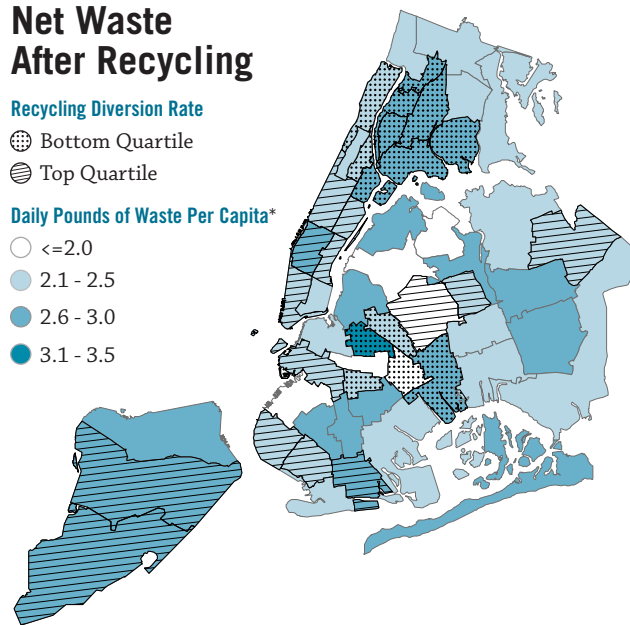 Net Waste
After Recycling
Recycling Diversion Rate
Bottom Quartile
Top Quartile
Daily Pounds of Waste Per Capita*
<=2.0
2.1 - 2.5
2.6 - 3.0
3.1 - 3.5